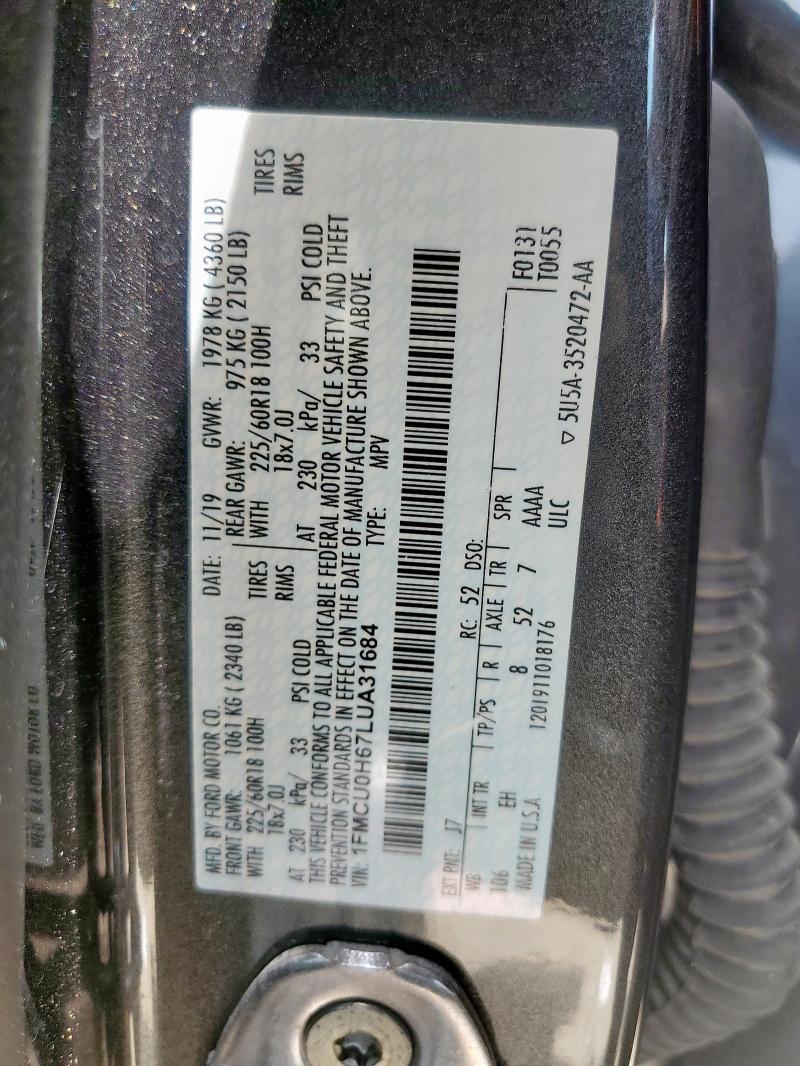 MFD. BY FORD MOTOR CO. DATE: 11/19 GVWR: 1978 KG ( 4360 LB)
FRONT GAWR: 1061 KG ( 2340 LB) REAR GAWR: 975 KG ( 2150 LB)
WITH 225/60R18 100H TIRES WITH 225/60R18 100H TIRES
18x7.0J RIMS 18x7.0J RIMS
AT 230 kPa/ 33 PSI COLD AT 230 kPa/ 33 PSI COLD
THIS VEHICLE CONFORMS TO ALL APPLICABLE FEDERAL MOTOR VEHICLE SAFETY AND THEFT
PREVENTION STANDARDS IN EFFECT ON THE DATE OF MANUFACTURE SHOWN ABOVE.
VIN: 1FMCU0H67LUA31684 TYPE: MPV
EXT PNT: J7 RC: 52 DSO:
WB INT TR TP/PS R AXLE TR SPR F0131
106 EH 8 52 7 AAAA T0055
MADE IN U.S.A 1201911018176 ULC
▽ 5U5A-3520472-AA